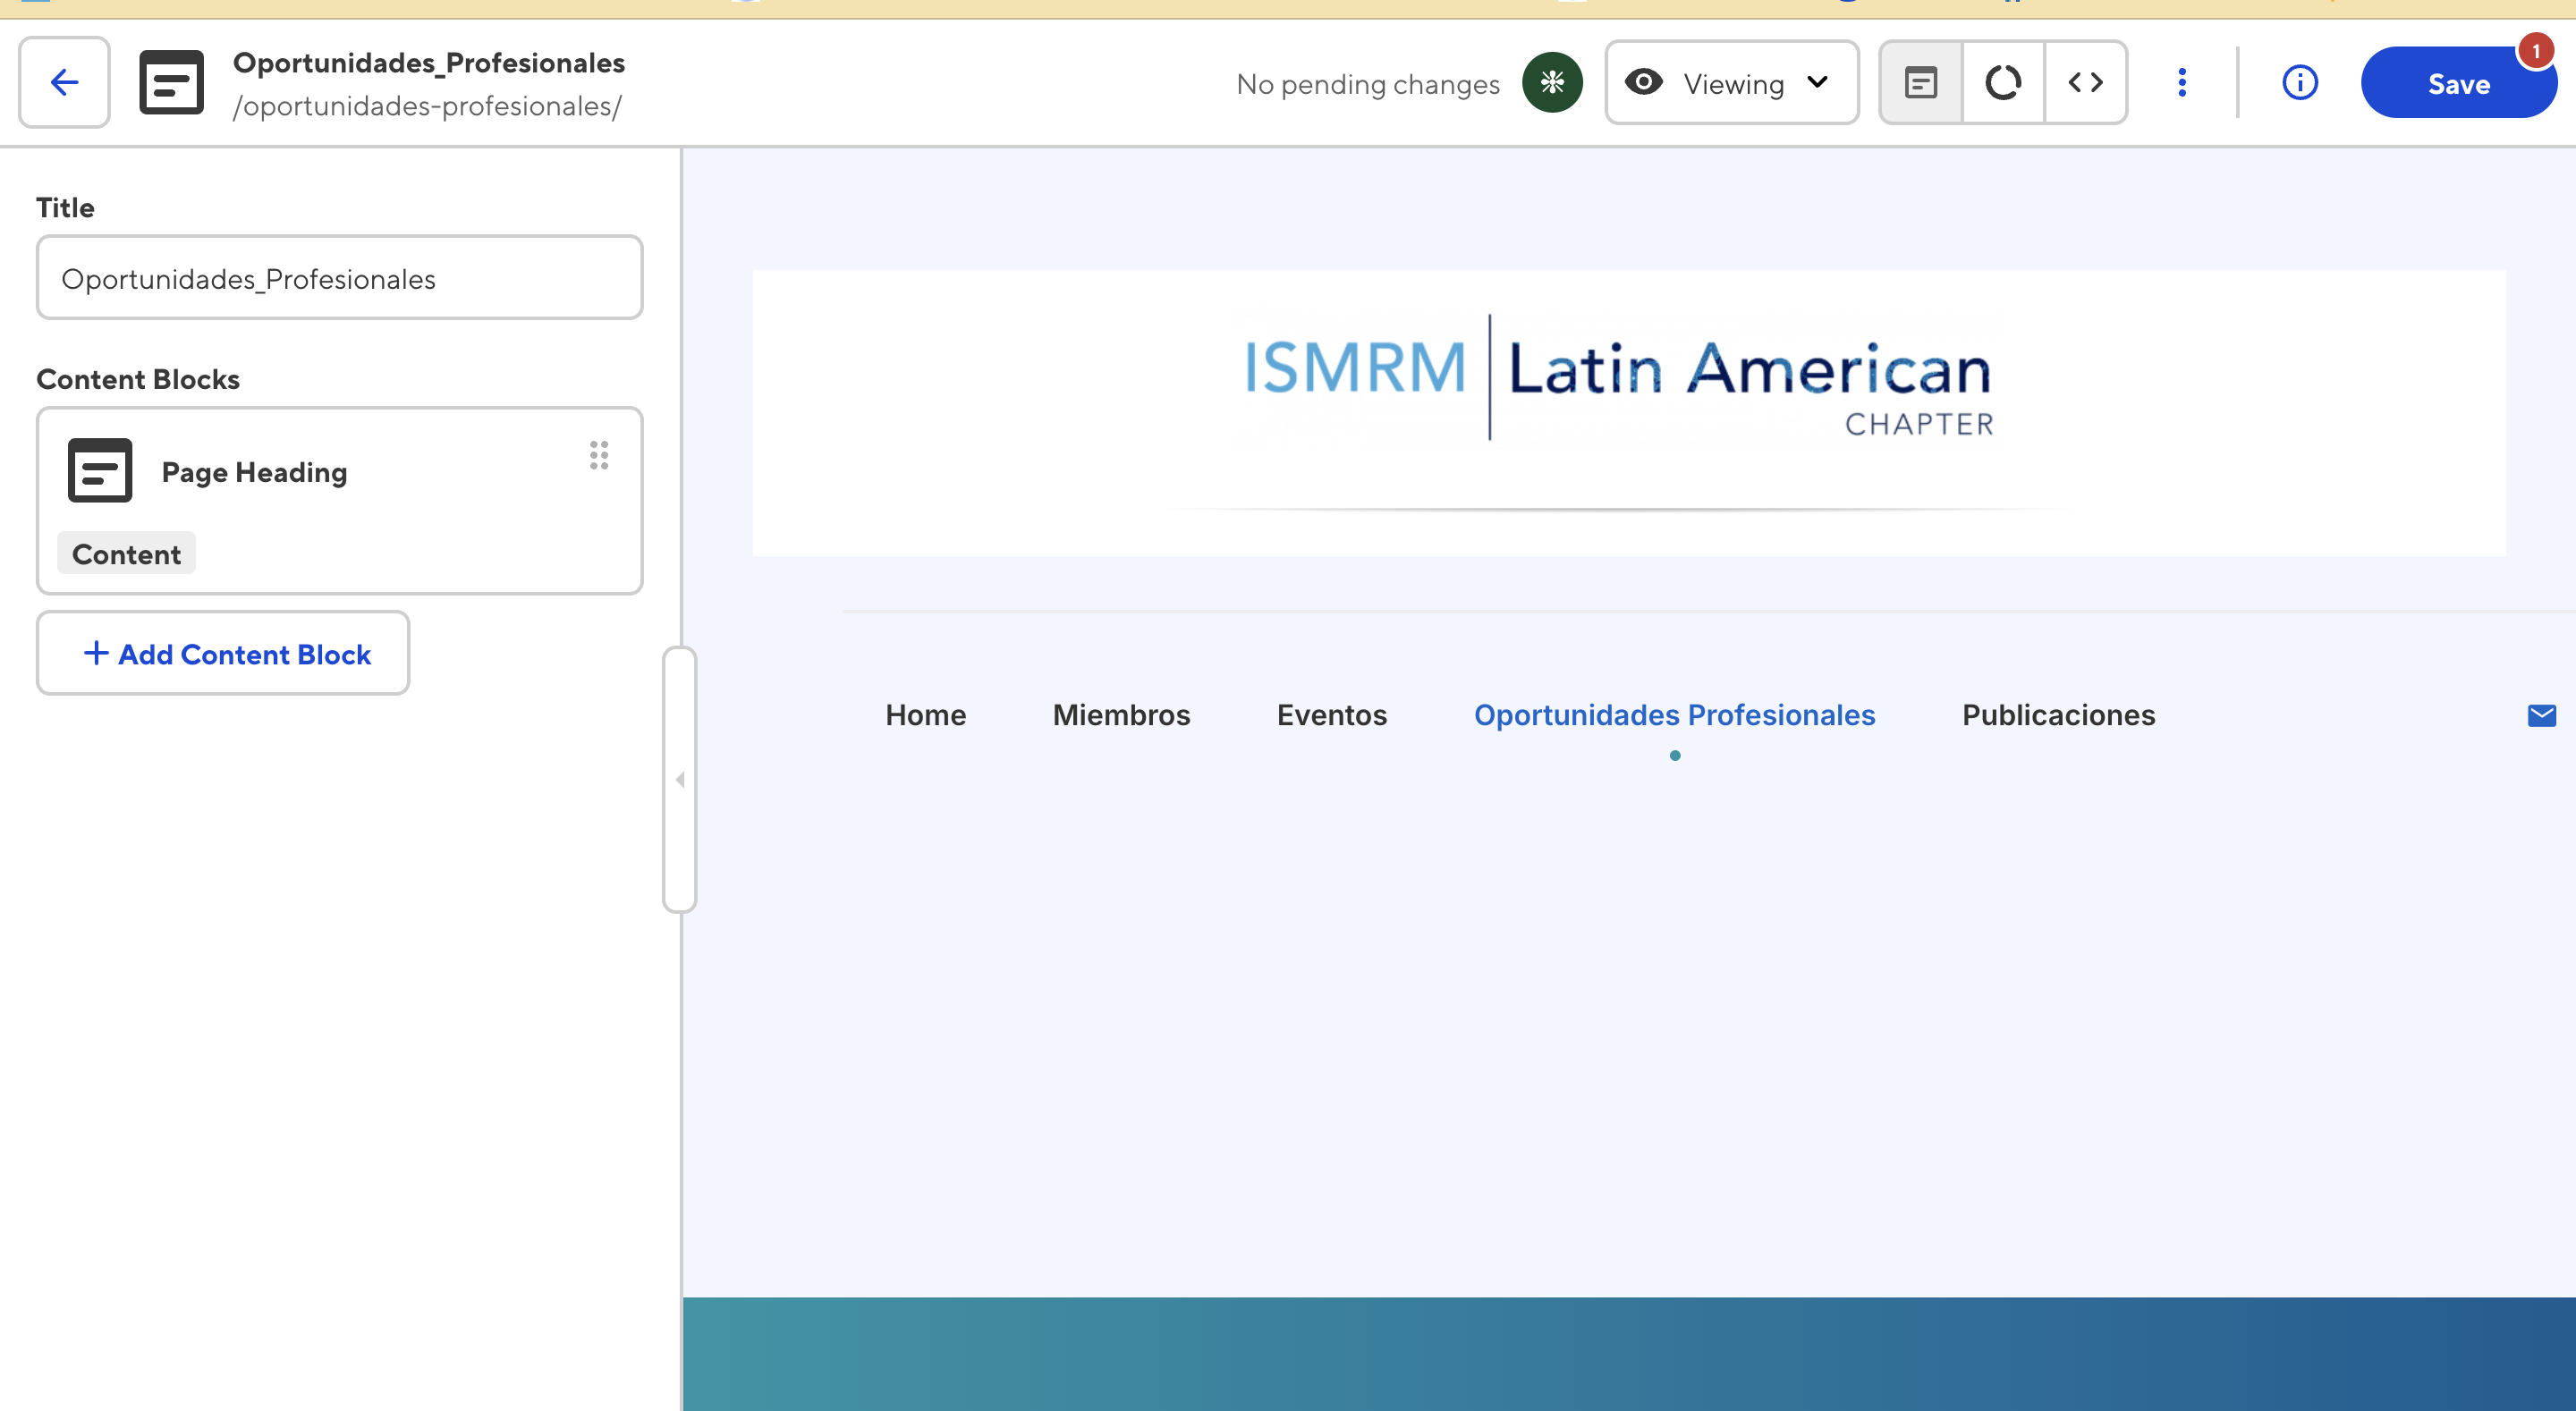 Oportunidades_Profesionales
/oportunidades-profesionales/
No pending changes
Viewing
1
Save
Title
Oportunidades_Profesionales
Content Blocks
Page Heading
Content
+ Add Content Block
ISMRM | Latin American
CHAPTER
Home Miembros Eventos Oportunidades Profesionales Publicaciones